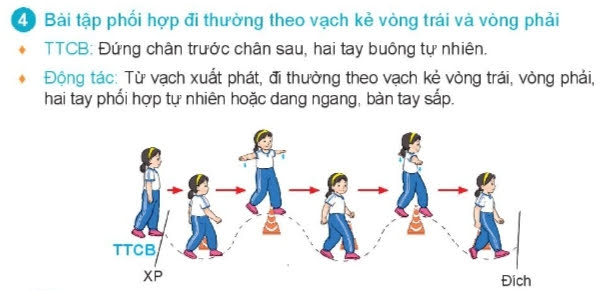 4 Bài tập phối hợp đi thường theo vạch kẻ vòng trái và vòng phải
TTCB: Đứng chân trước chân sau, hai tay buông tự nhiên.
Động tác: Từ vạch xuất phát, đi thường theo vạch kẻ vòng trái, vòng phải,
hai tay phối hợp tự nhiên hoặc dang ngang, bàn tay sấp.
TTCB
XP
Đích